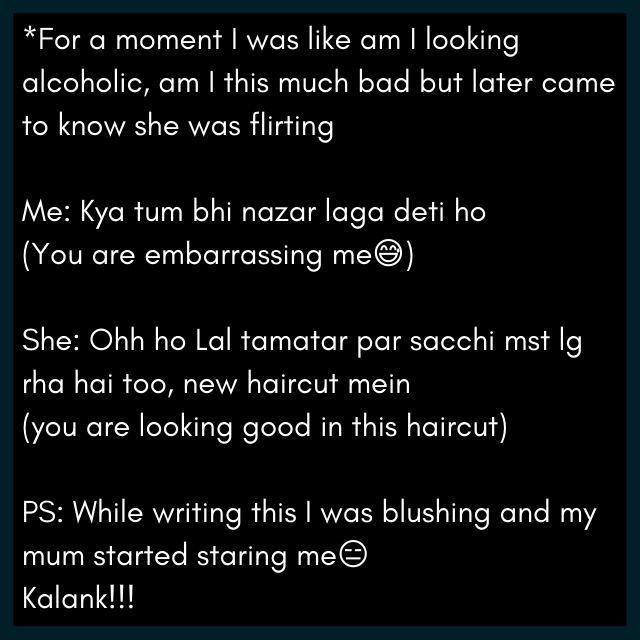 *For a moment I was like am I looking
alcoholic, am I this much bad but later came
to know she was flirting
Me: Kya tum bhi nazar laga deti ho
(You are embarrassing me😅)
She: Ohh ho Lal tamatar par sacchi mst lg
rha hai too, new haircut mein
(you are looking good in this haircut)
PS: While writing this I was blushing and my
mum started staring me😑
Kalank!!!